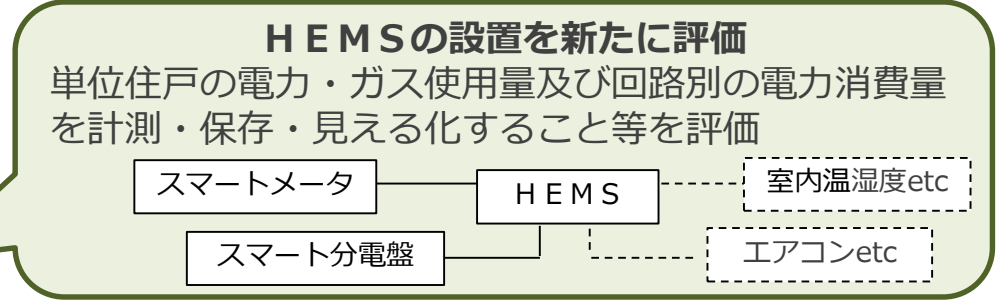 ＨＥＭＳの設置を新たに評価
単位住戸の電力・ガス使用量及び回路別の電力消費量
を計測・保存・見える化すること等を評価
スマートメータ
ＨＥＭＳ
室内温湿度etc
スマート分電盤
エアコンetc